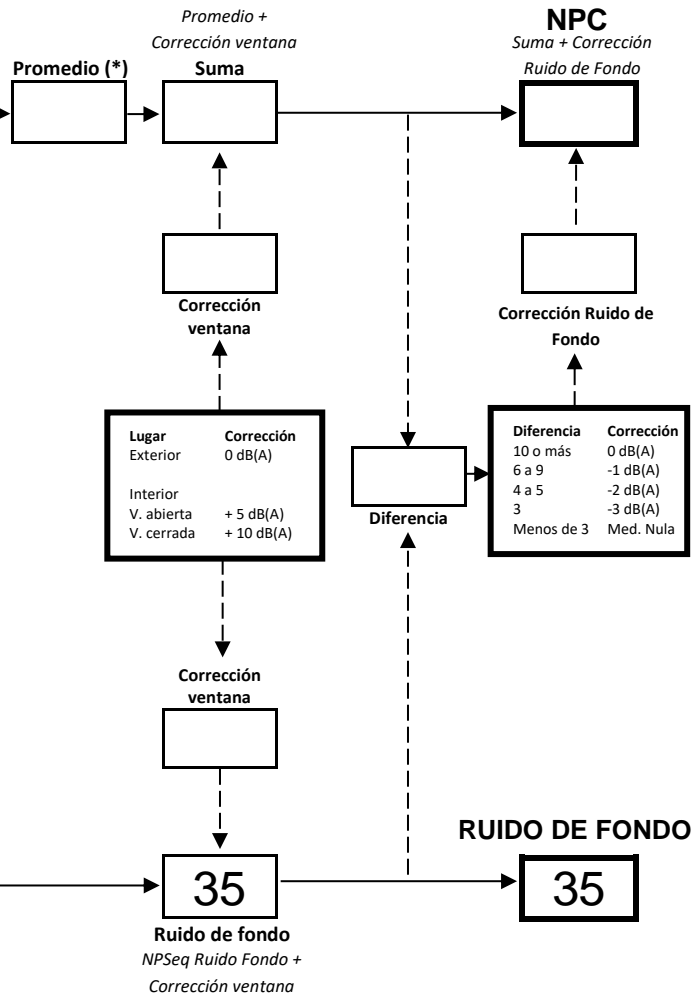 Promedio +
Corrección ventana
Promedio (*)
Suma
NPC
Suma + Corrección
Ruido de Fondo
Corrección
ventana
Corrección Ruido de
Fondo
Lugar Corrección
Exterior 0 dB(A)
Interior
V. abierta + 5 dB(A)
V. cerrada + 10 dB(A)
Diferencia
Diferencia Corrección
10 o más 0 dB(A)
6 a 9 -1 dB(A)
4 a 5 -2 dB(A)
3 -3 dB(A)
Menos de 3 Med. Nula
Corrección
ventana
35
Ruido de fondo
NPSeq Ruido Fondo +
Corrección ventana
RUIDO DE FONDO
35